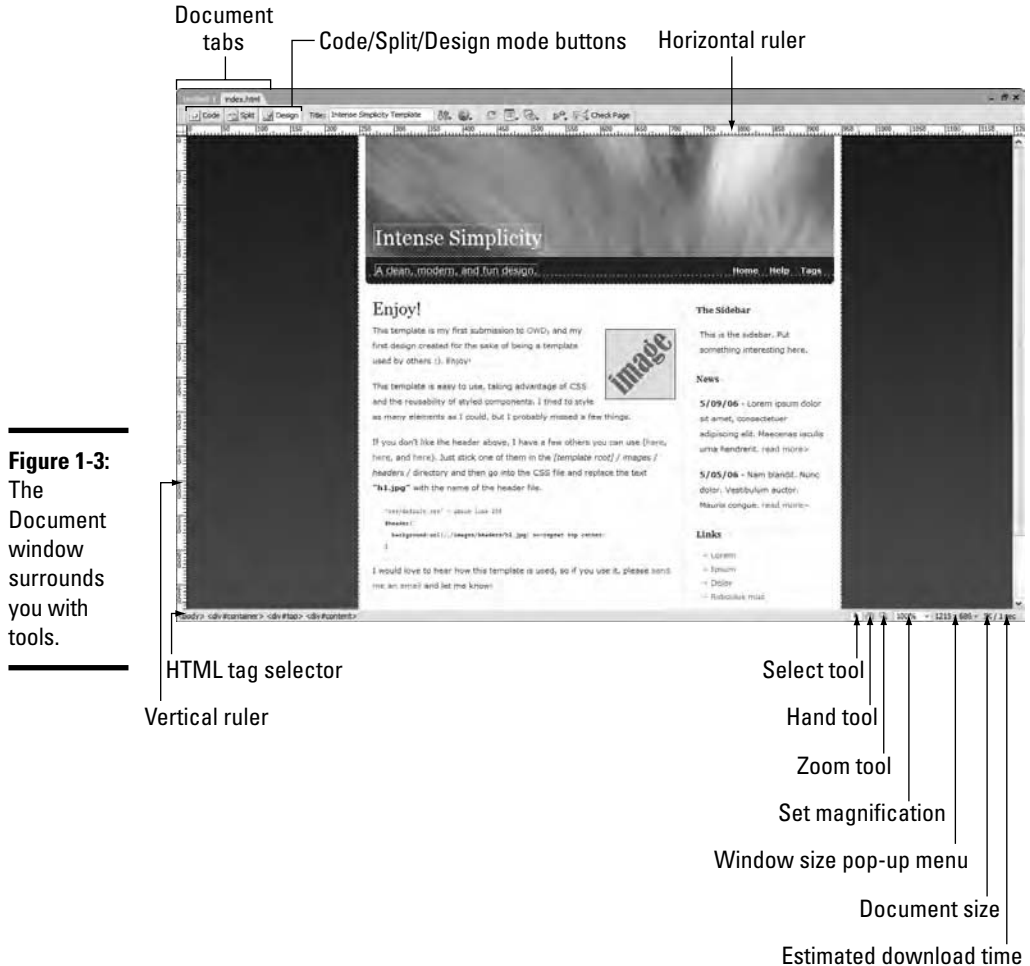 Document
tabs
Code/Split/Design mode buttons
Horizontal ruler
index.html
Code Split Design Title: Intense Simplicity Template Check Page
Intense Simplicity
A clean, modern, and fun design.
Home Help Tags
Enjoy!
This template is my first submission to OWD, and my
first design created for the sake of being a template
used by others :). Enjoy!
image
This template is easy to use, taking advantage of CSS
and the reusability of styled components. I tried to style
as many elements as I could, but I probably missed a few things.
If you don't like the header above, I have a few others you can use (here,
here, and here). Just stick one of them in the [template root] / images /
headers / directory and then go into the CSS file and replace the text
"h1.jpg" with the name of the header file.
#header{
}
I would love to hear how this template is used, so if you use it, please send
me an email and let me know!
The Sidebar
This is the sidebar. Put
something interesting here.
News
5/09/06 - Lorem ipsum dolor
sit amet, consectetuer
adipiscing elit. Maecenas iaculis
urna hendrerit. read more»
5/05/06 - Nam blandit. Nunc
dolor. Vestibulum auctor.
Mauris congue. read more»
Links
Lorem
Ipsum
Dolor
<body> <div#container> <div#top> <div#content>
100%
Figure 1-3:
The
Document
window
surrounds
you with
tools.
HTML tag selector
Vertical ruler
Select tool
Hand tool
Zoom tool
Set magnification
Window size pop-up menu
Document size
Estimated download time